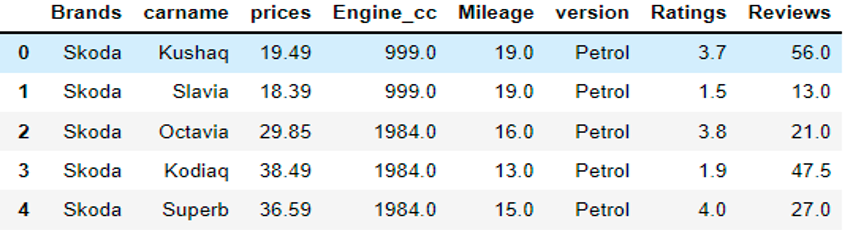 Brands carname prices Engine_cc Mileage version Ratings Reviews
0 Skoda Kushaq 19.49 999.0 19.0 Petrol 3.7 56.0
1 Skoda Slavia 18.39 999.0 19.0 Petrol 1.5 13.0
2 Skoda Octavia 29.85 1984.0 16.0 Petrol 3.8 21.0
3 Skoda Kodiaq 38.49 1984.0 13.0 Petrol 1.9 47.5
4 Skoda Superb 36.59 1984.0 15.0 Petrol 4.0 27.0